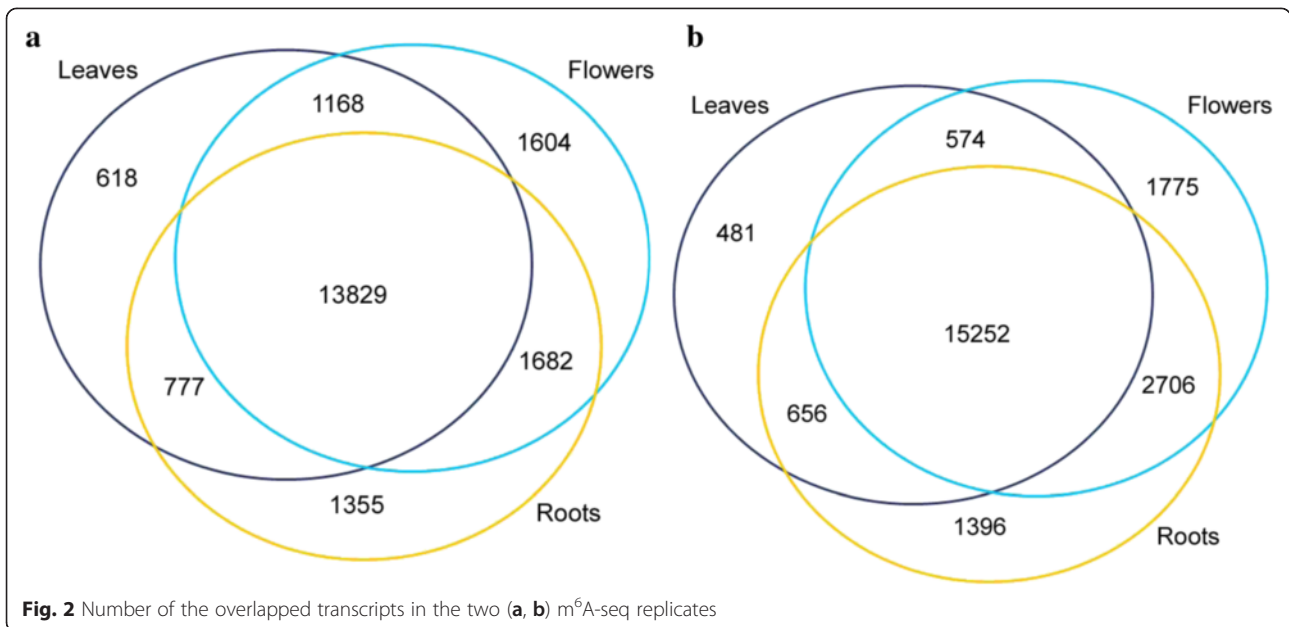 a
Leaves
Flowers
1168
1604
618
13829
1682
777
1355
Roots
b
Leaves
Flowers
574
1775
481
15252
2706
656
1396
Roots
Fig. 2 Number of the overlapped transcripts in the two (a, b) m⁶A-seq replicates